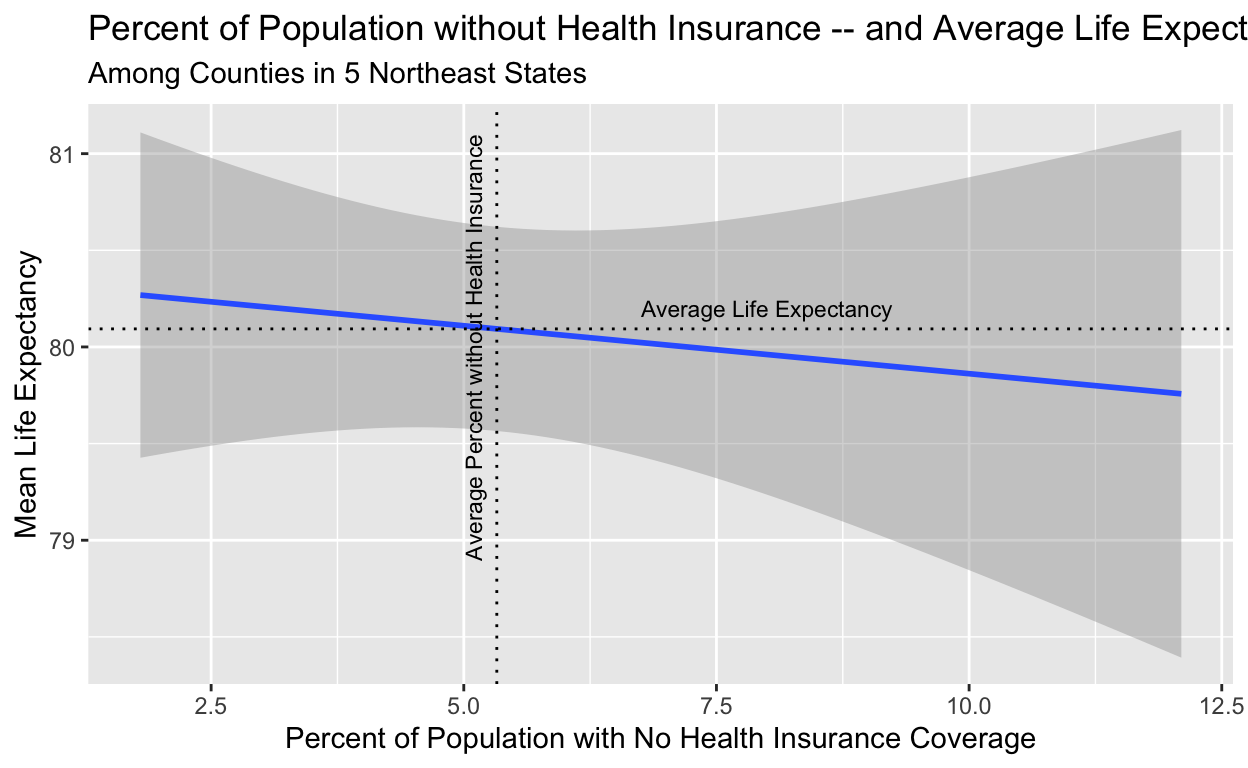 Percent of Population without Health Insurance -- and Average Life Expect
Among Counties in 5 Northeast States
81
80
79
Mean Life Expectancy
Average Percent without Health Insurance
Average Life Expectancy
2.5
5.0
7.5
10.0
12.5
Percent of Population with No Health Insurance Coverage